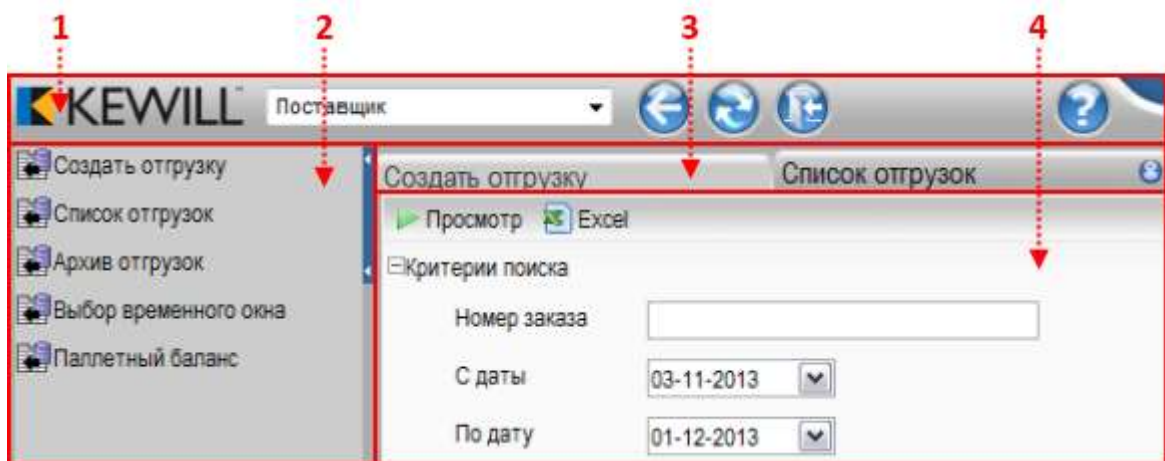 1 2 3 4
KEWILL Поставщик ?
Создать отгрузку
Список отгрузок
Архив отгрузок
Выбор временного окна
Паллетный баланс
Создать отгрузку Список отгрузок
Просмотр Excel
Критерии поиска
Номер заказа
С даты 03-11-2013
По дату 01-12-2013